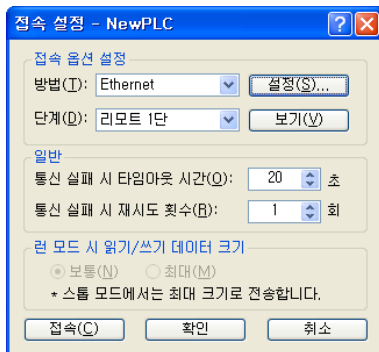 접속 설정 - NewPLC
접속 옵션 설정
방법(T): Ethernet 설정(S)...
단계(D): 리모트 1단 보기(V)
일반
통신 실패 시 타임아웃 시간(O): 20 초
통신 실패 시 재시도 횟수(R): 1 회
런 모드 시 읽기/쓰기 데이터 크기
보통(N) 최대(M)
* 스톱 모드에서는 최대 크기로 전송합니다.
접속(C) 확인 취소